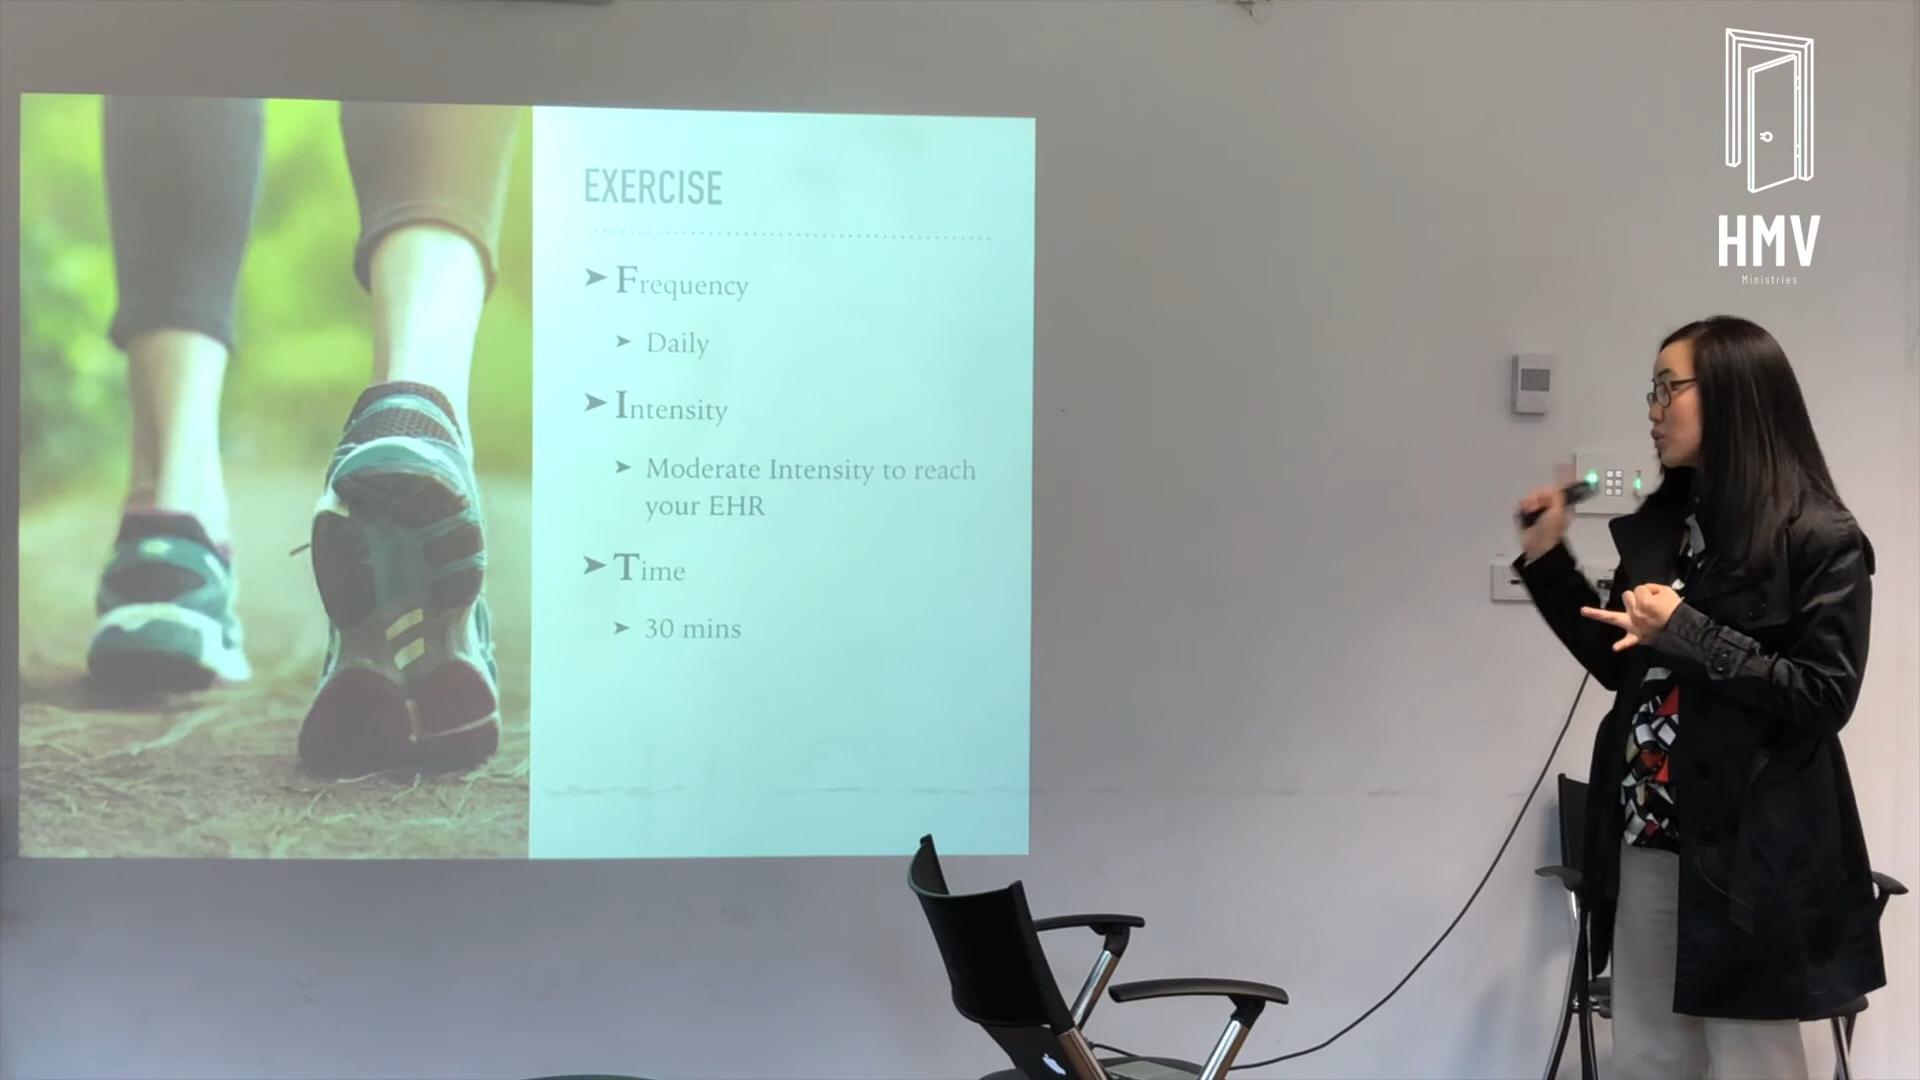 EXERCISE
Frequency
Daily
Intensity
Moderate Intensity to reach
your EHR
Time
30 mins
HMV
Ministries